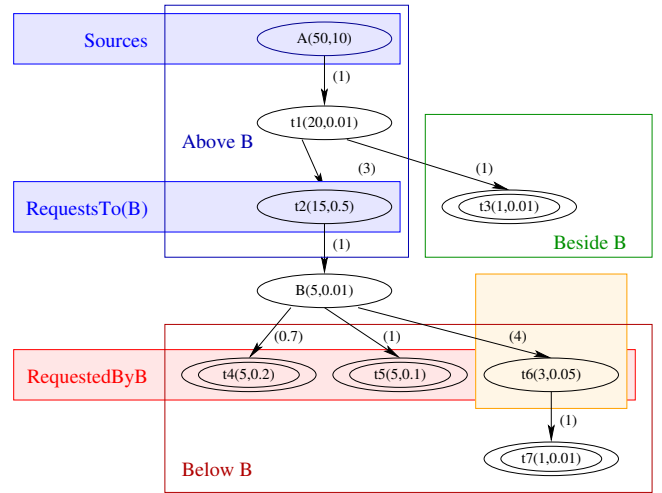 Sources
A(50,10)
(1)
t1(20,0.01)
Above B
(3)
(1)
RequestsTo(B)
t2(15,0.5)
t3(1,0.01)
(1)
Beside B
B(5,0.01)
(0.7)
(1)
(4)
RequestedByB
t4(5,0.2)
t5(5,0.1)
t6(3,0.05)
(1)
Below B
t7(1,0.01)